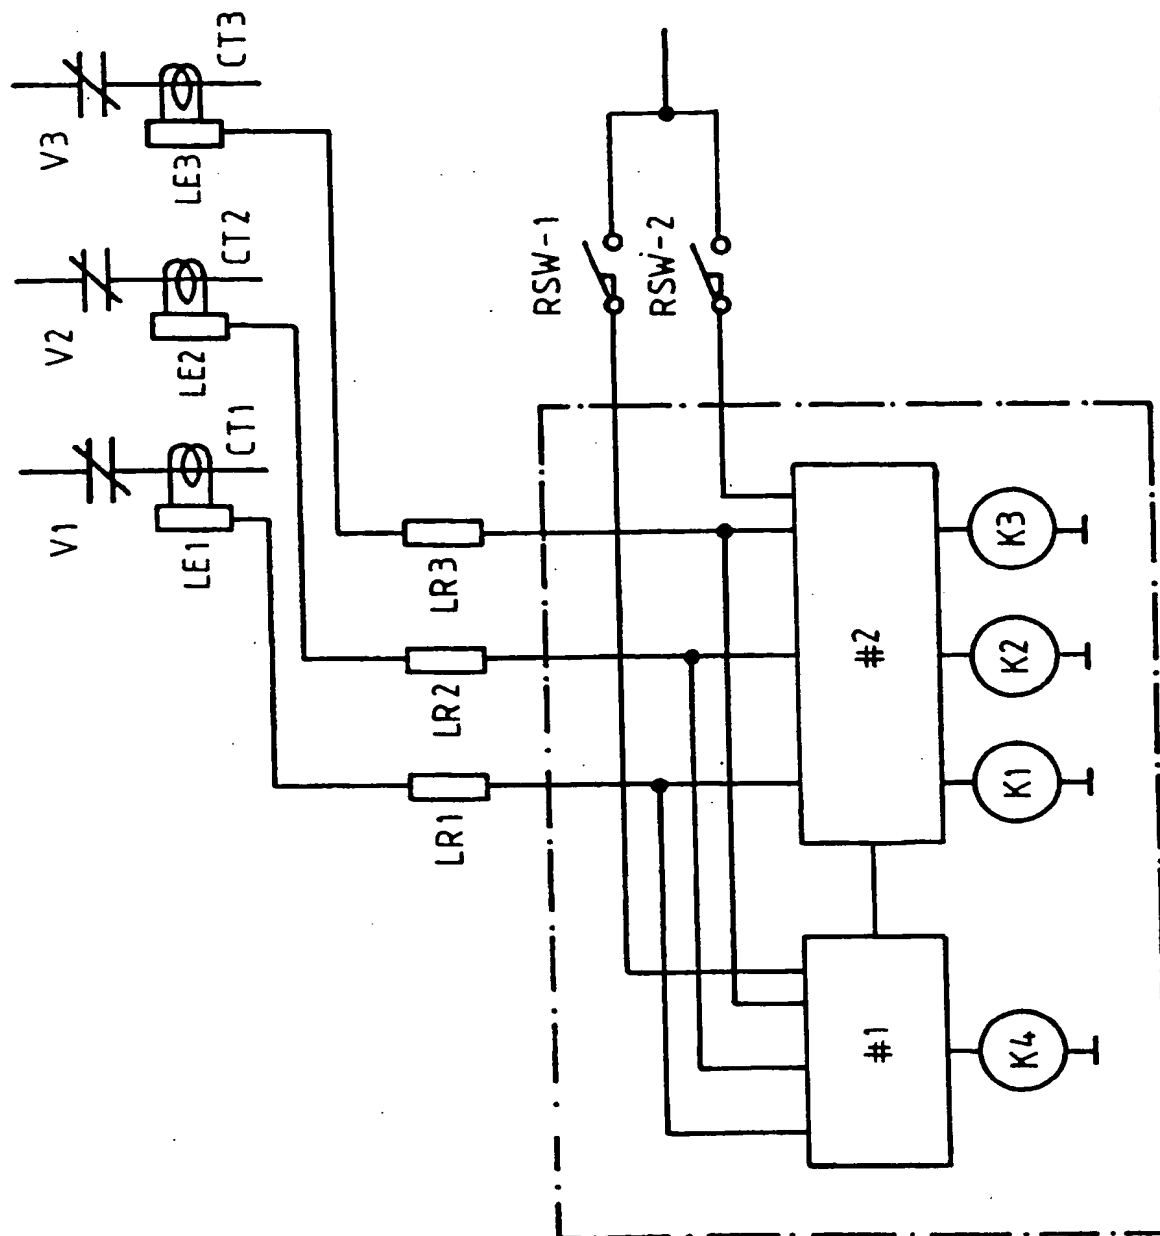 V1
V2
V3
CT1
CT2
CT3
LE1
LE2
LE3
LR1
LR2
LR3
RSW-1
RSW-2
#1
#2
K4
K1
K2
K3